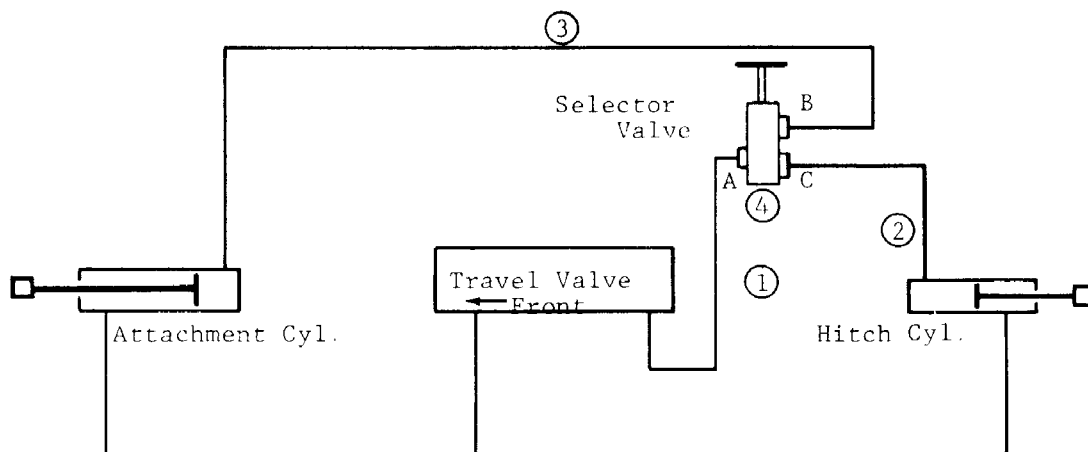 3
Selector
Valve
B
A
C
4
2
1
Travel Valve
Front
Attachment Cyl.
Hitch Cyl.